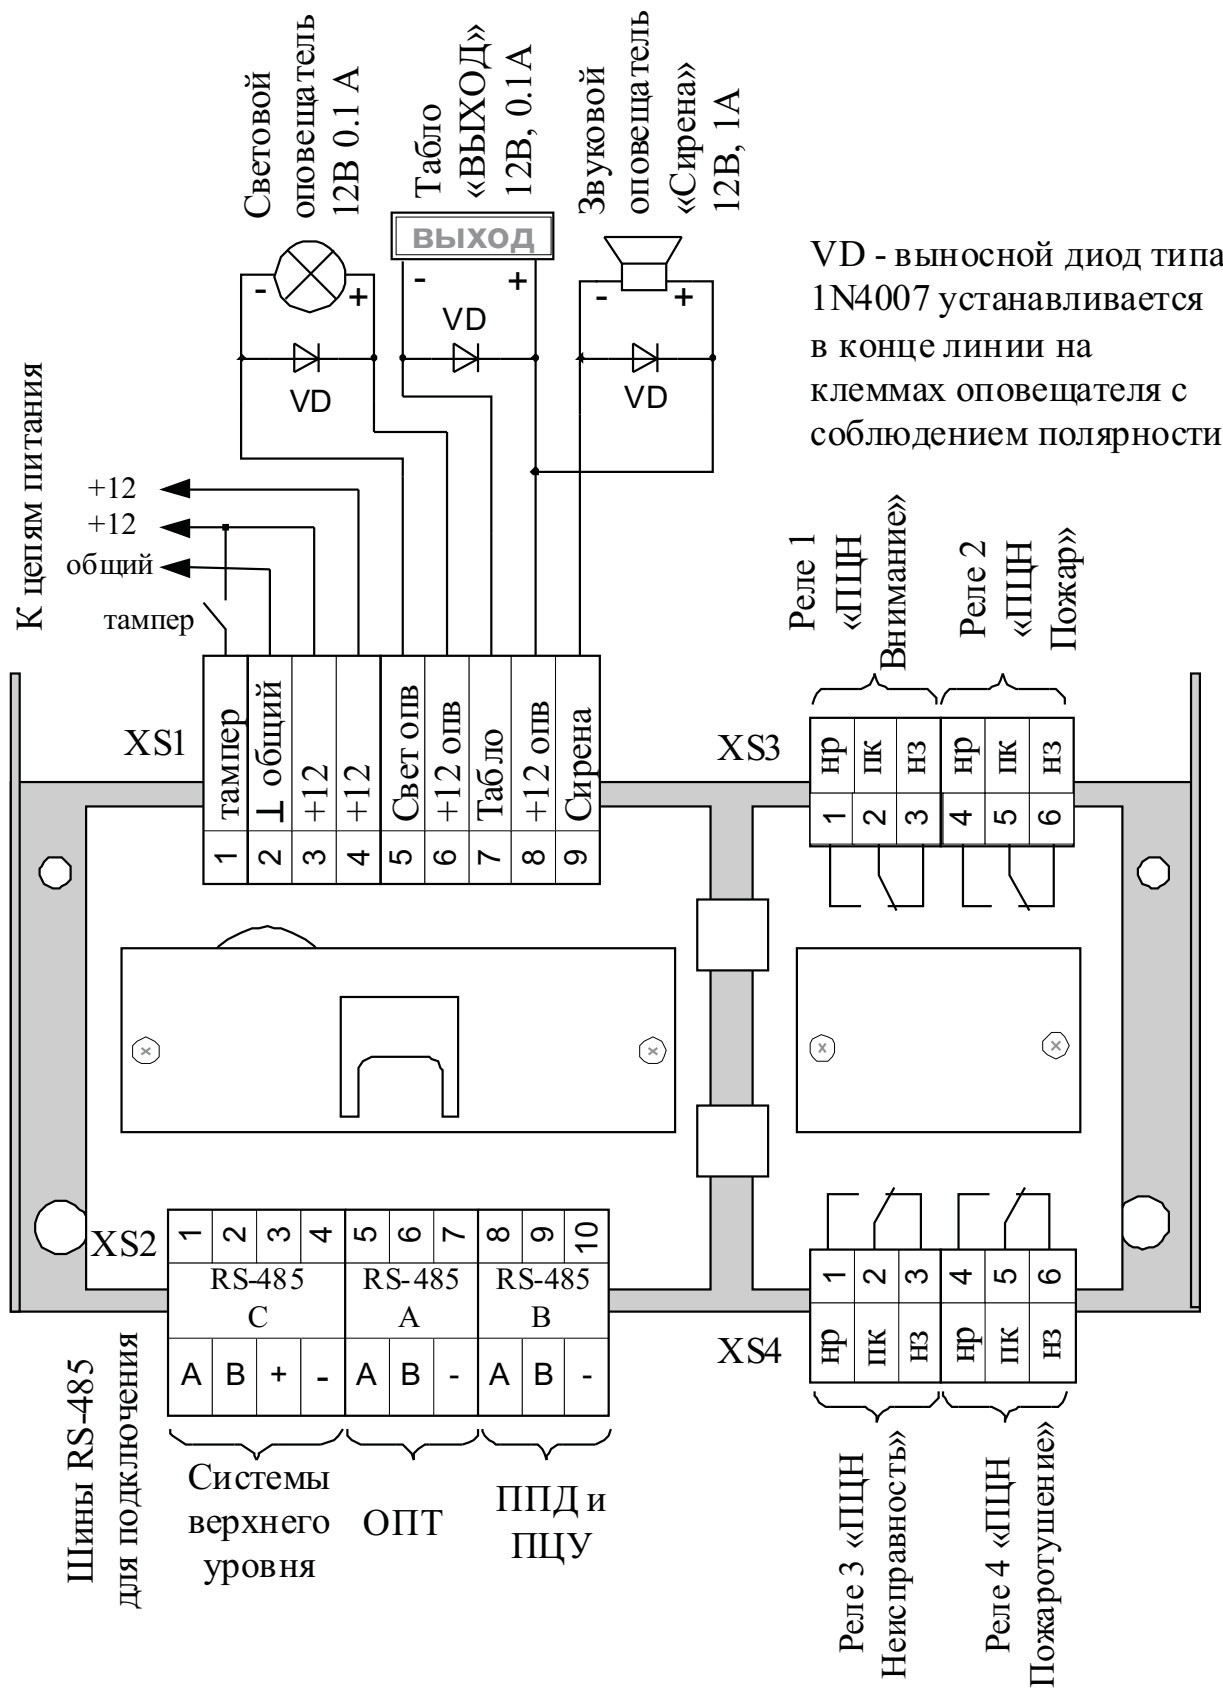 Световой
оповещатель
12В 0.1 А
Табло
«ВЫХОД»
12В, 0.1А
Звуковой
оповещатель
«Сирена»
12В, 1А
выход
- +
- +
- +
VD
VD
VD
VD - выносной диод типа
1N4007 устанавливается
в конце линии на
клеммах оповещателя с
соблюдением полярности
К цепям питания
+12
+12
общий
тампер
Реле 1
«ПЦН
Внимание»
Реле 2
«ПЦН
Пожар»
XS1
тампер
⊥ общий
+12
+12
Свет опв
+12 опв
Табло
+12 опв
Сирена
1 2 3 4 5 6 7 8 9
XS3
нр пк нз нр пк нз
1 2 3 4 5 6
XS2
1 2 3 4 5 6 7 8 9 10
RS-485
C
RS-485
A
RS-485
B
A B + - A B - A B -
XS4
1 2 3 4 5 6
нр пк нз нр пк нз
Шины RS-485
для подключения
Системы
верхнего
уровня
ОПТ
ППД и
ПЦУ
Реле 3 «ПЦН
Неисправность»
Реле 4 «ПЦН
Пожаротушение»